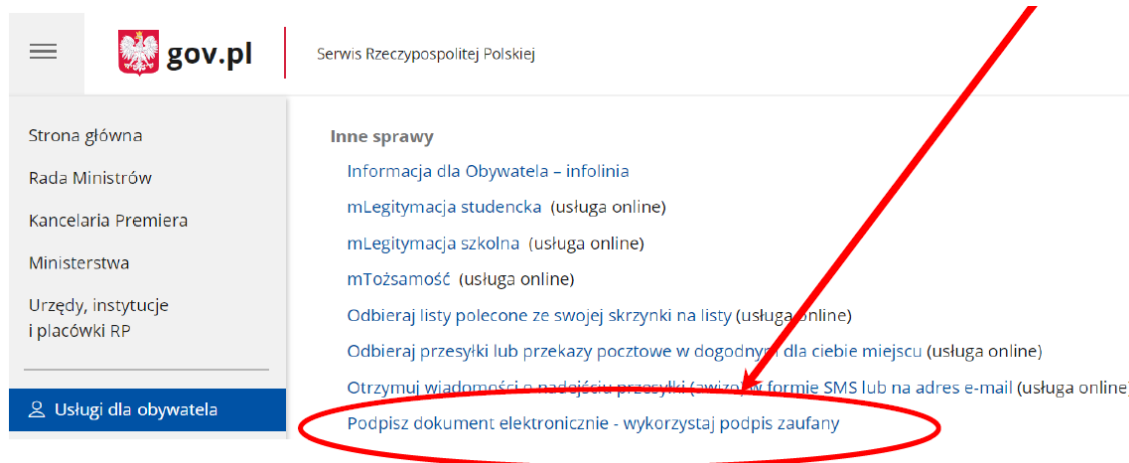 gov.pl
Serwis Rzeczypospolitej Polskiej
Strona główna
Rada Ministrów
Kancelaria Premiera
Ministerstwa
Urzędy, instytucje
i placówki RP
Usługi dla obywatela
Inne sprawy
Informacja dla Obywatela – infolinia
mLegitymacja studencka (usługa online)
mLegitymacja szkolna (usługa online)
mTożsamość (usługa online)
Odbieraj listy polecone ze swojej skrzynki na listy (usługa online)
Odbieraj przesyłki lub przekazy pocztowe w dogodnym dla ciebie miejscu (usługa online)
Otrzymuj wiadomości o nadejściu przesyłki (awizo) w formie SMS lub na adres e-mail (usługa online)
Podpisz dokument elektronicznie - wykorzystaj podpis zaufany